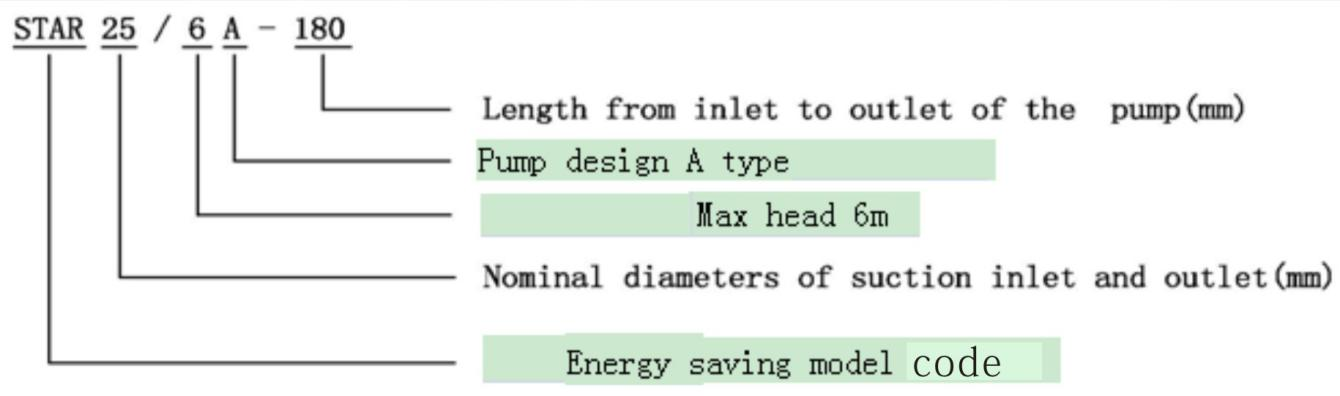 STAR 25 / 6 A - 180
Length from inlet to outlet of the pump(mm)
Pump design A type
Max head 6m
Nominal diameters of suction inlet and outlet(mm)
Energy saving model code